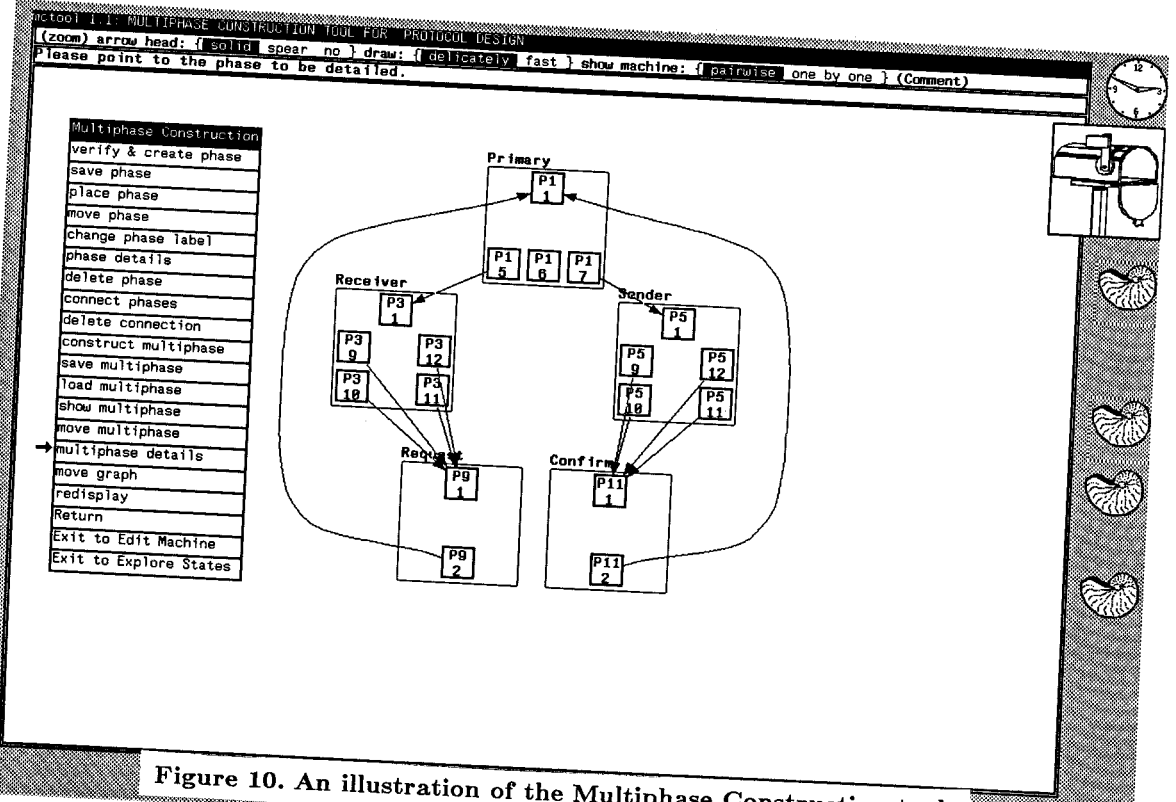 mctool 1.1: MULTIPHASE CONSTRUCTION TOOL FOR PROTOCOL DESIGN
(zoom) arrow head: { solid spear no } draw: { delicately fast } show machine: { pairwise one by one } (Comment)
Please point to the phase to be detailed.
12
9
3
6
Multiphase Construction
verify & create phase
save phase
place phase
move phase
change phase label
phase details
delete phase
connect phases
delete connection
construct multiphase
save multiphase
load multiphase
show multiphase
move multiphase
multiphase details
move graph
redisplay
Return
Exit to Edit Machine
Exit to Explore States
Primary
P1
1
P1 P1 P1
5 6 7
Receiver
P3
1
P3 P3
9 12
P3 P3
10 11
Sender
P5
1
P5 P5
9 12
P5 P5
10 11
Request
P9
1
P9
2
Confirm
P11
1
P11
2
Figure 10. An illustration of the Multiphase Construction tool